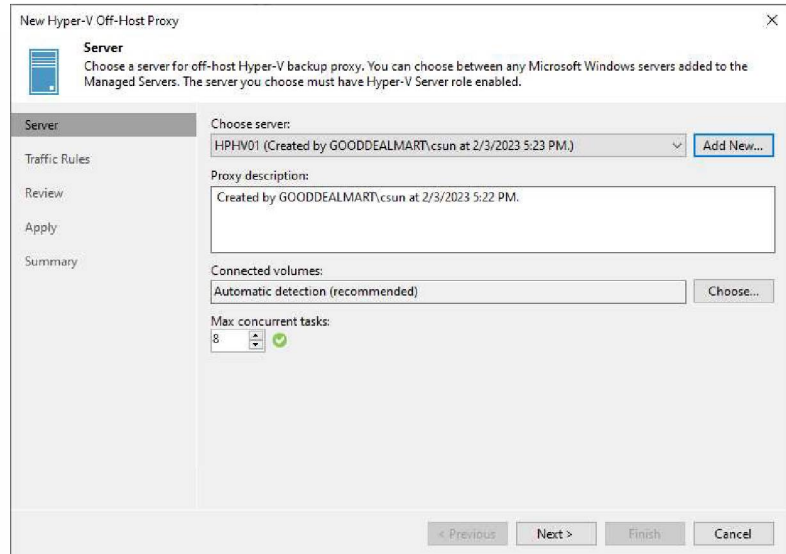 New Hyper-V Off-Host Proxy
Server
Choose a server for off-host Hyper-V backup proxy. You can choose between any Microsoft Windows servers added to the
Managed Servers. The server you choose must have Hyper-V Server role enabled.
Server
Traffic Rules
Review
Apply
Summary
Choose server:
HPHV01 (Created by GOODDEALMART\csun at 2/3/2023 5:23 PM.)
Add New...
Proxy description:
Created by GOODDEALMART\csun at 2/3/2023 5:22 PM.
Connected volumes:
Automatic detection (recommended)
Choose...
Max concurrent tasks:
8
< Previous
Next >
Finish
Cancel